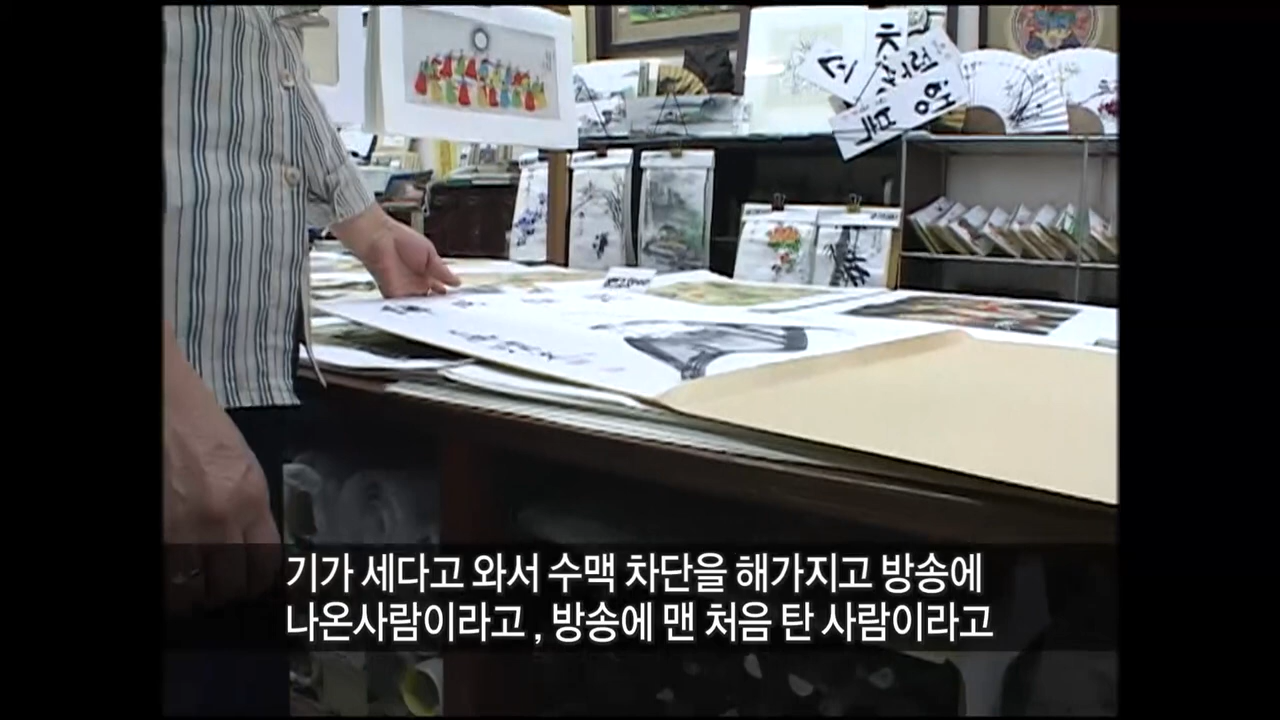 행복
기가 세다고 와서 수맥 차단을 해가지고 방송에
나온사람이라고 , 방송에 맨 처음 탄 사람이라고